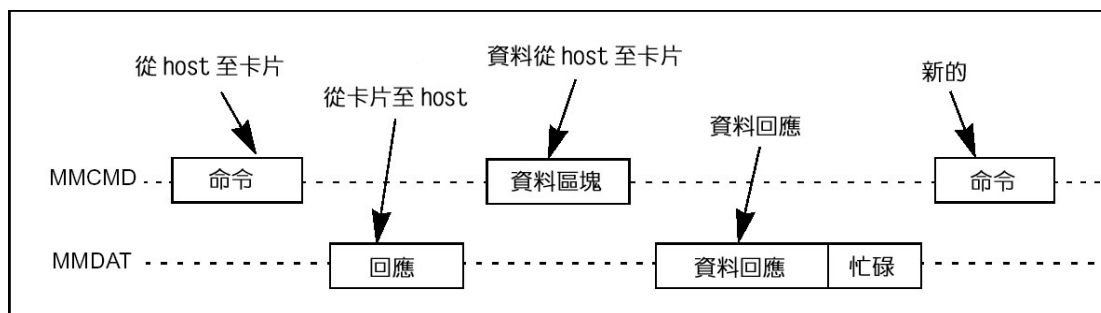 從 host 至卡片
從卡片至 host
資料從 host 至卡片
資料回應
新的
MMCMD
命令
資料區塊
命令
MMDAT
回應
資料回應
忙碌